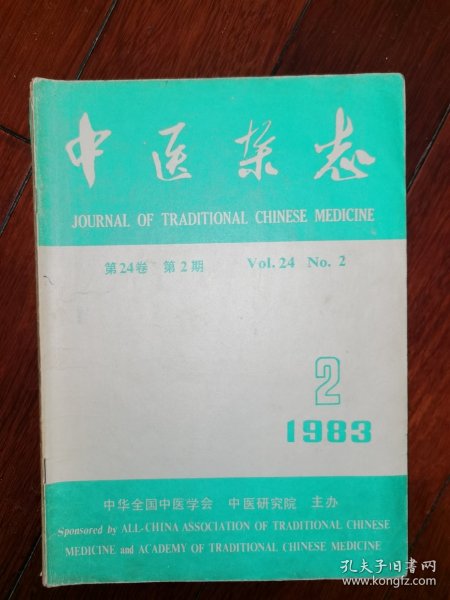 中医杂志
JOURNAL OF TRADITIONAL CHINESE MEDICINE
第24卷 第2期 Vol. 24 No. 2
2
1983
中华全国中医学会 中医研究院 主办
Sponsored by ALL-CHINA ASSOCIATION OF TRADITIONAL CHINESE
MEDICINE and ACADEMY OF TRADITIONAL CHINESE MEDICINE
孔夫子旧书网
www.kongfz.com